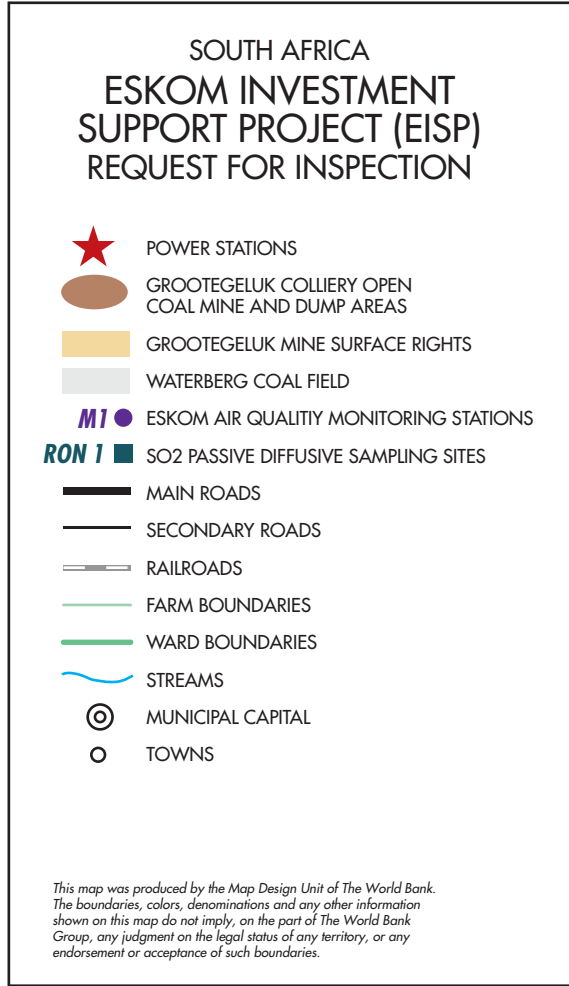 SOUTH AFRICA
ESKOM INVESTMENT
SUPPORT PROJECT (EISP)
REQUEST FOR INSPECTION
POWER STATIONS
GROOTEGELUK COLLIERY OPEN
COAL MINE AND DUMP AREAS
GROOTEGELUK MINE SURFACE RIGHTS
WATERBERG COAL FIELD
M1 ESKOM AIR QUALITIY MONITORING STATIONS
RON 1 SO2 PASSIVE DIFFUSIVE SAMPLING SITES
MAIN ROADS
SECONDARY ROADS
RAILROADS
FARM BOUNDARIES
WARD BOUNDARIES
STREAMS
MUNICIPAL CAPITAL
TOWNS
This map was produced by the Map Design Unit of The World Bank.
The boundaries, colors, denominations and any other information
shown on this map do not imply, on the part of The World Bank
Group, any judgment on the legal status of any territory, or any
endorsement or acceptance of such boundaries.